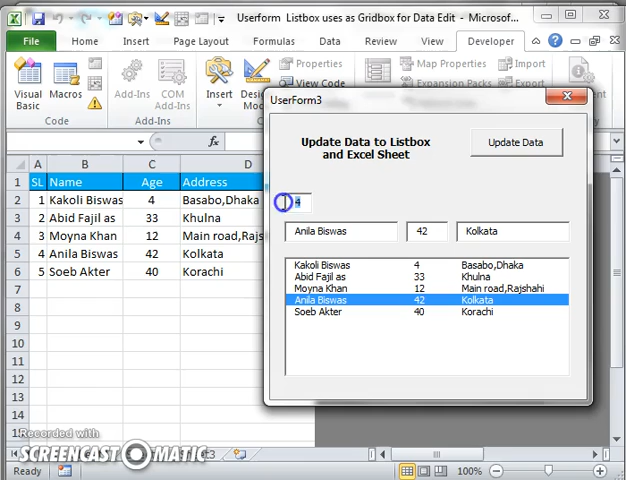 Userform Listbox uses as Gridbox for Data Edit - Microsoft...
File Home Insert Page Layout Formulas Data Review View Developer
Visual Basic
Macros
Code
Add-Ins
COM Add-Ins
Add-Ins
Insert
Properties
View Code
Map Properties
Expansion Packs
Import
Export
fx
A B C D
1 SL Name Age Address
2 1 Kakoli Biswas 4 Basabo,Dhaka
3 2 Abid Fajil as 33 Khulna
4 3 Moyna Khan 12 Main road,Rajshahi
5 4 Anila Biswas 42 Kolkata
6 5 Soeb Akter 40 Korachi
7
8
9
10
11
12
13
14
UserForm3
Update Data to Listbox
and Excel Sheet
Update Data
4
Anila Biswas 42 Kolkata
Kakoli Biswas 4 Basabo,Dhaka
Abid Fajil as 33 Khulna
Moyna Khan 12 Main road,Rajshahi
Anila Biswas 42 Kolkata
Soeb Akter 40 Korachi
Recorded with
SCREENCAST MATIC
Ready
100%